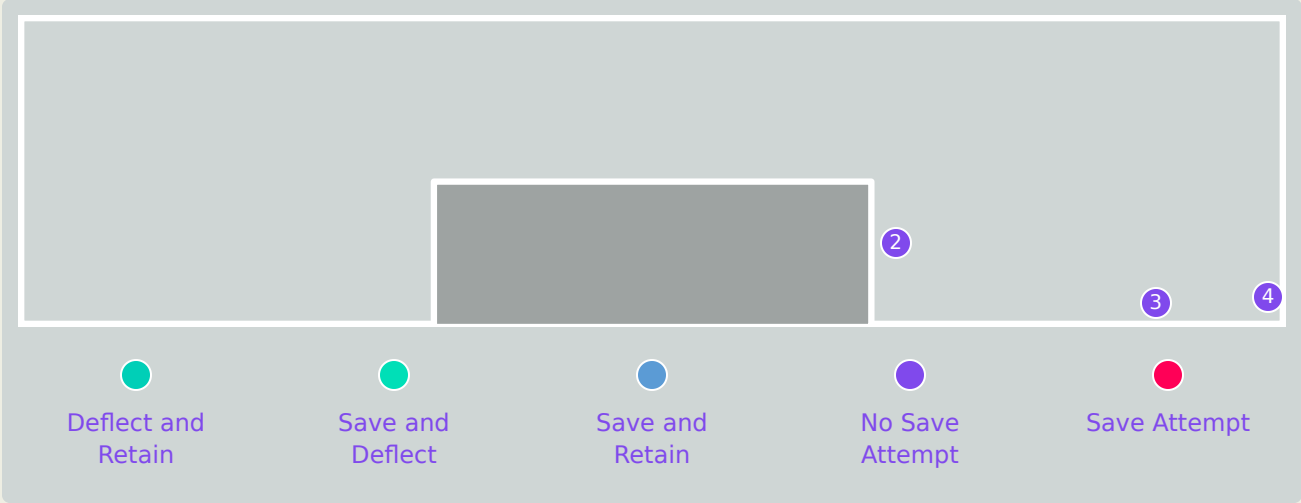 2
3
4
Deflect and
Retain
Save and
Deflect
Save and
Retain
No Save
Attempt
Save Attempt